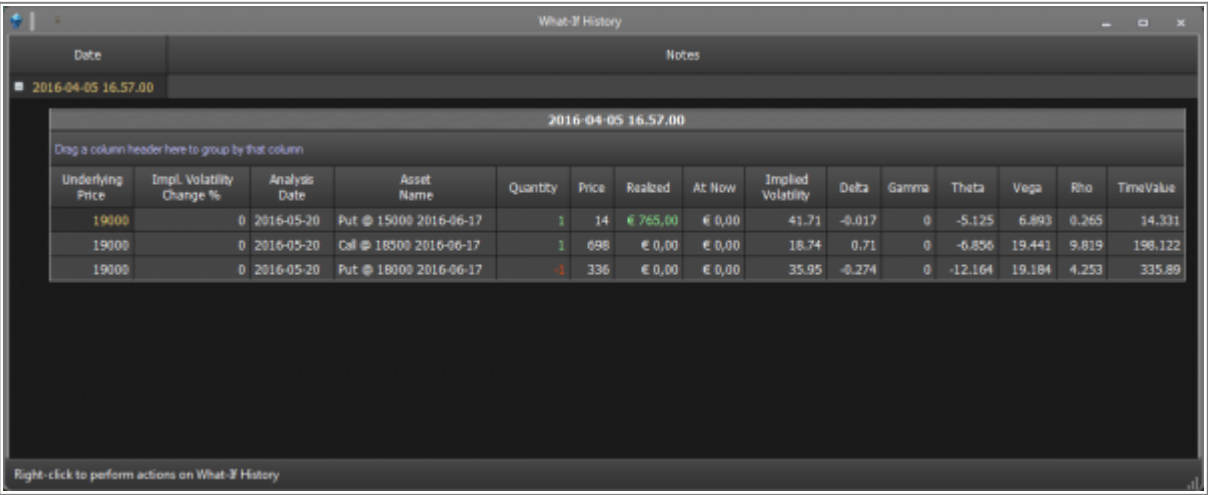 What-If History
Date Notes
2016-04-05 16.57.00
2016-04-05 16.57.00
Drag a column header here to group by that column
Underlying Price Impl. Volatility Change % Analysis Date Asset Name Quantity Price Realized At Now Implied Volatility Delta Gamma Theta Vega Rho TimeValue
19000 0 2016-05-20 Put @ 15000 2016-06-17 1 14 € 765,00 € 0,00 41.71 -0.017 0 -5.125 6.893 0.265 14.331
19000 0 2016-05-20 Call @ 18500 2016-06-17 1 698 € 0,00 € 0,00 18.74 0.71 0 -6.856 19.441 9.819 198.122
19000 0 2016-05-20 Put @ 18000 2016-06-17 -1 336 € 0,00 € 0,00 35.95 -0.274 0 -12.164 19.184 4.253 335.89
Right-click to perform actions on What-If History